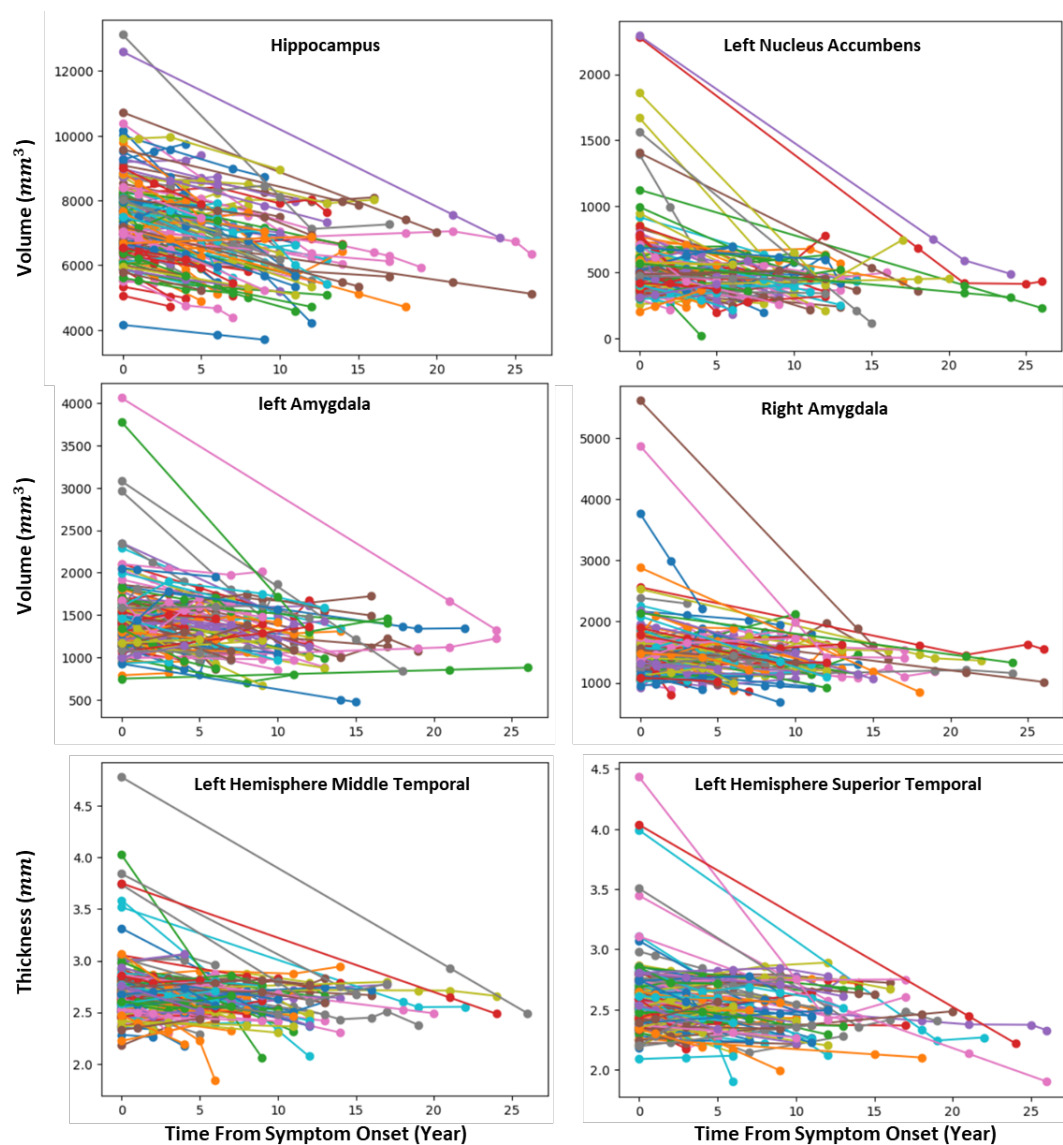 Hippocampus
Left Nucleus Accumbens
Volume (mm³)
12000
10000
8000
6000
4000
0 5 10 15 20 25
2000
1500
1000
500
0
0 5 10 15 20 25
left Amygdala
Right Amygdala
Volume (mm³)
4000
3500
3000
2500
2000
1500
1000
500
0 5 10 15 20 25
5000
4000
3000
2000
1000
0 5 10 15 20 25
Left Hemisphere Middle Temporal
Left Hemisphere Superior Temporal
Thickness (mm)
4.5
4.0
3.5
3.0
2.5
2.0
0 5 10 15 20 25
4.5
4.0
3.5
3.0
2.5
2.0
0 5 10 15 20 25
Time From Symptom Onset (Year)
Time From Symptom Onset (Year)